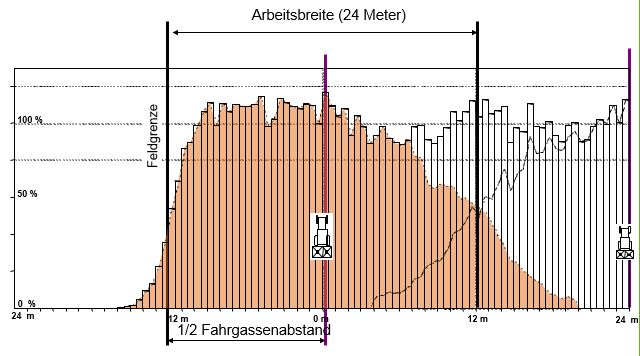 Arbeitsbreite (24 Meter)
Feldgrenze
100 %
50 %
0 %
24 m 12 m 0 m 12 m 24 m
1/2 Fahrgassenabstand